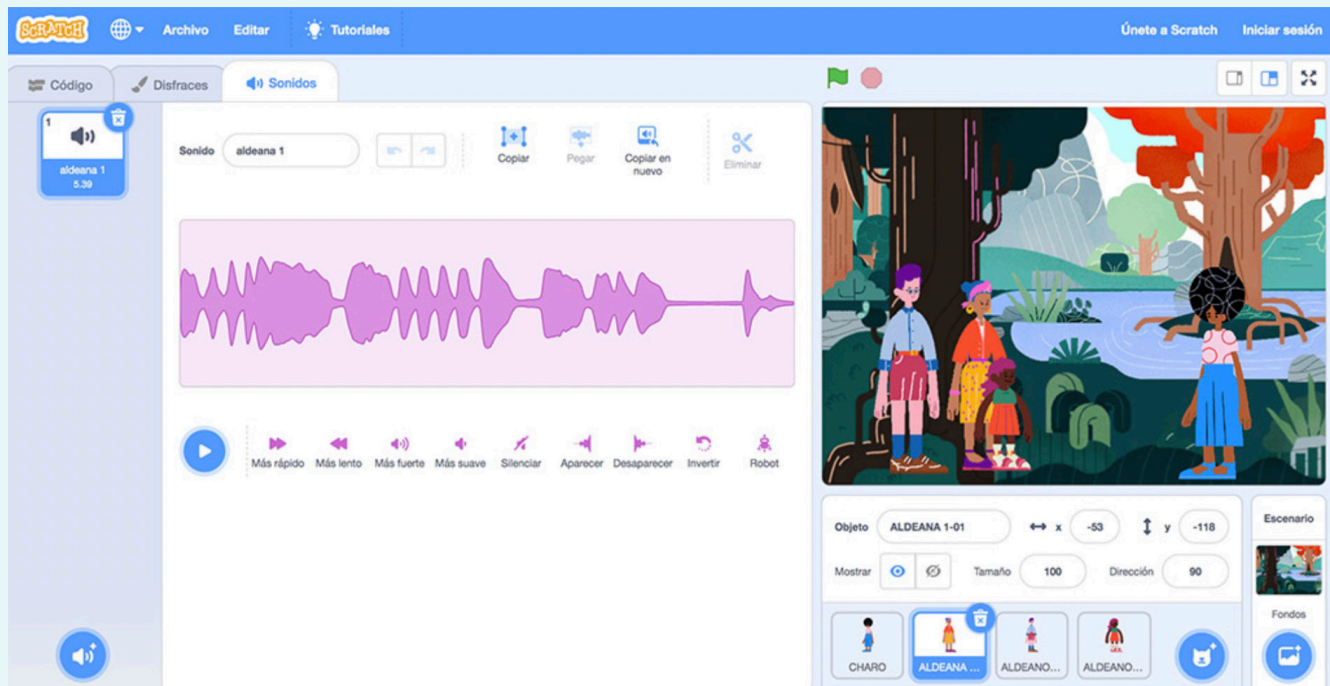 SCRATCH Archivo Editar Tutoriales Únete a Scratch Iniciar sesión
Código Disfraces Sonidos
1
aldeana 1
5.39
Sonido aldeana 1
Copiar Pegar Copiar en nuevo Eliminar
Más rápido Más lento Más fuerte Más suave Silenciar Aparecer Desaparecer Invertir Robot
Objeto ALDEANA 1-01 x -53 y -118
Mostrar Tamaño 100 Dirección 90
CHARO ALDEANA ... ALDEANO... ALDEANO...
Escenario
Fondos